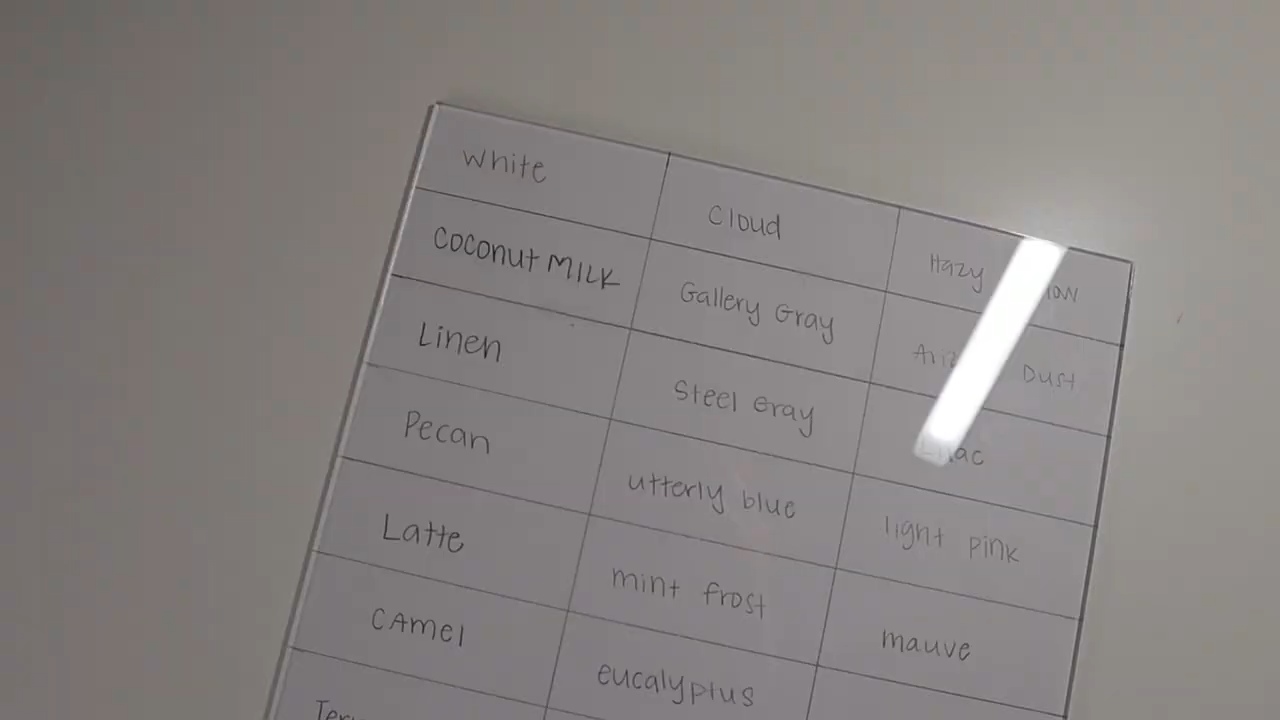 White
Cloud
Hazy
Coconut MILK
Gallery Gray
Dust
Linen
Steel Gray
Pecan
utterly blue
light pink
Latte
mint frost
mauve
CAMel
eucalyptus